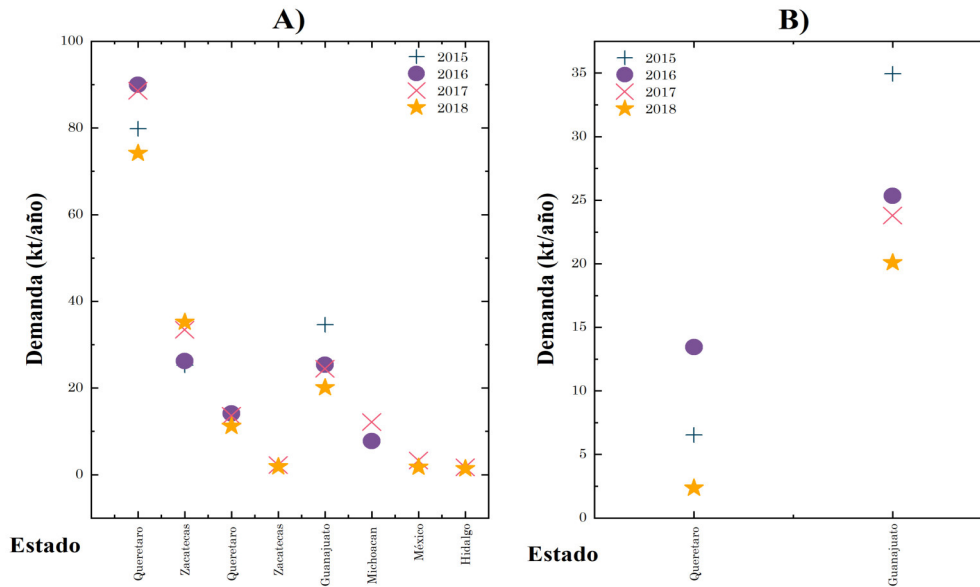 A)
Demanda (kt/año)
100
80
60
40
20
0
2015
2016
2017
2018
Estado
Queretaro
Zacatecas
Queretaro
Zacatecas
Guanajuato
Michoacan
México
Hidalgo
B)
Demanda (kt/año)
35
30
25
20
15
10
5
0
2015
2016
2017
2018
Estado
Queretaro
Guanajuato